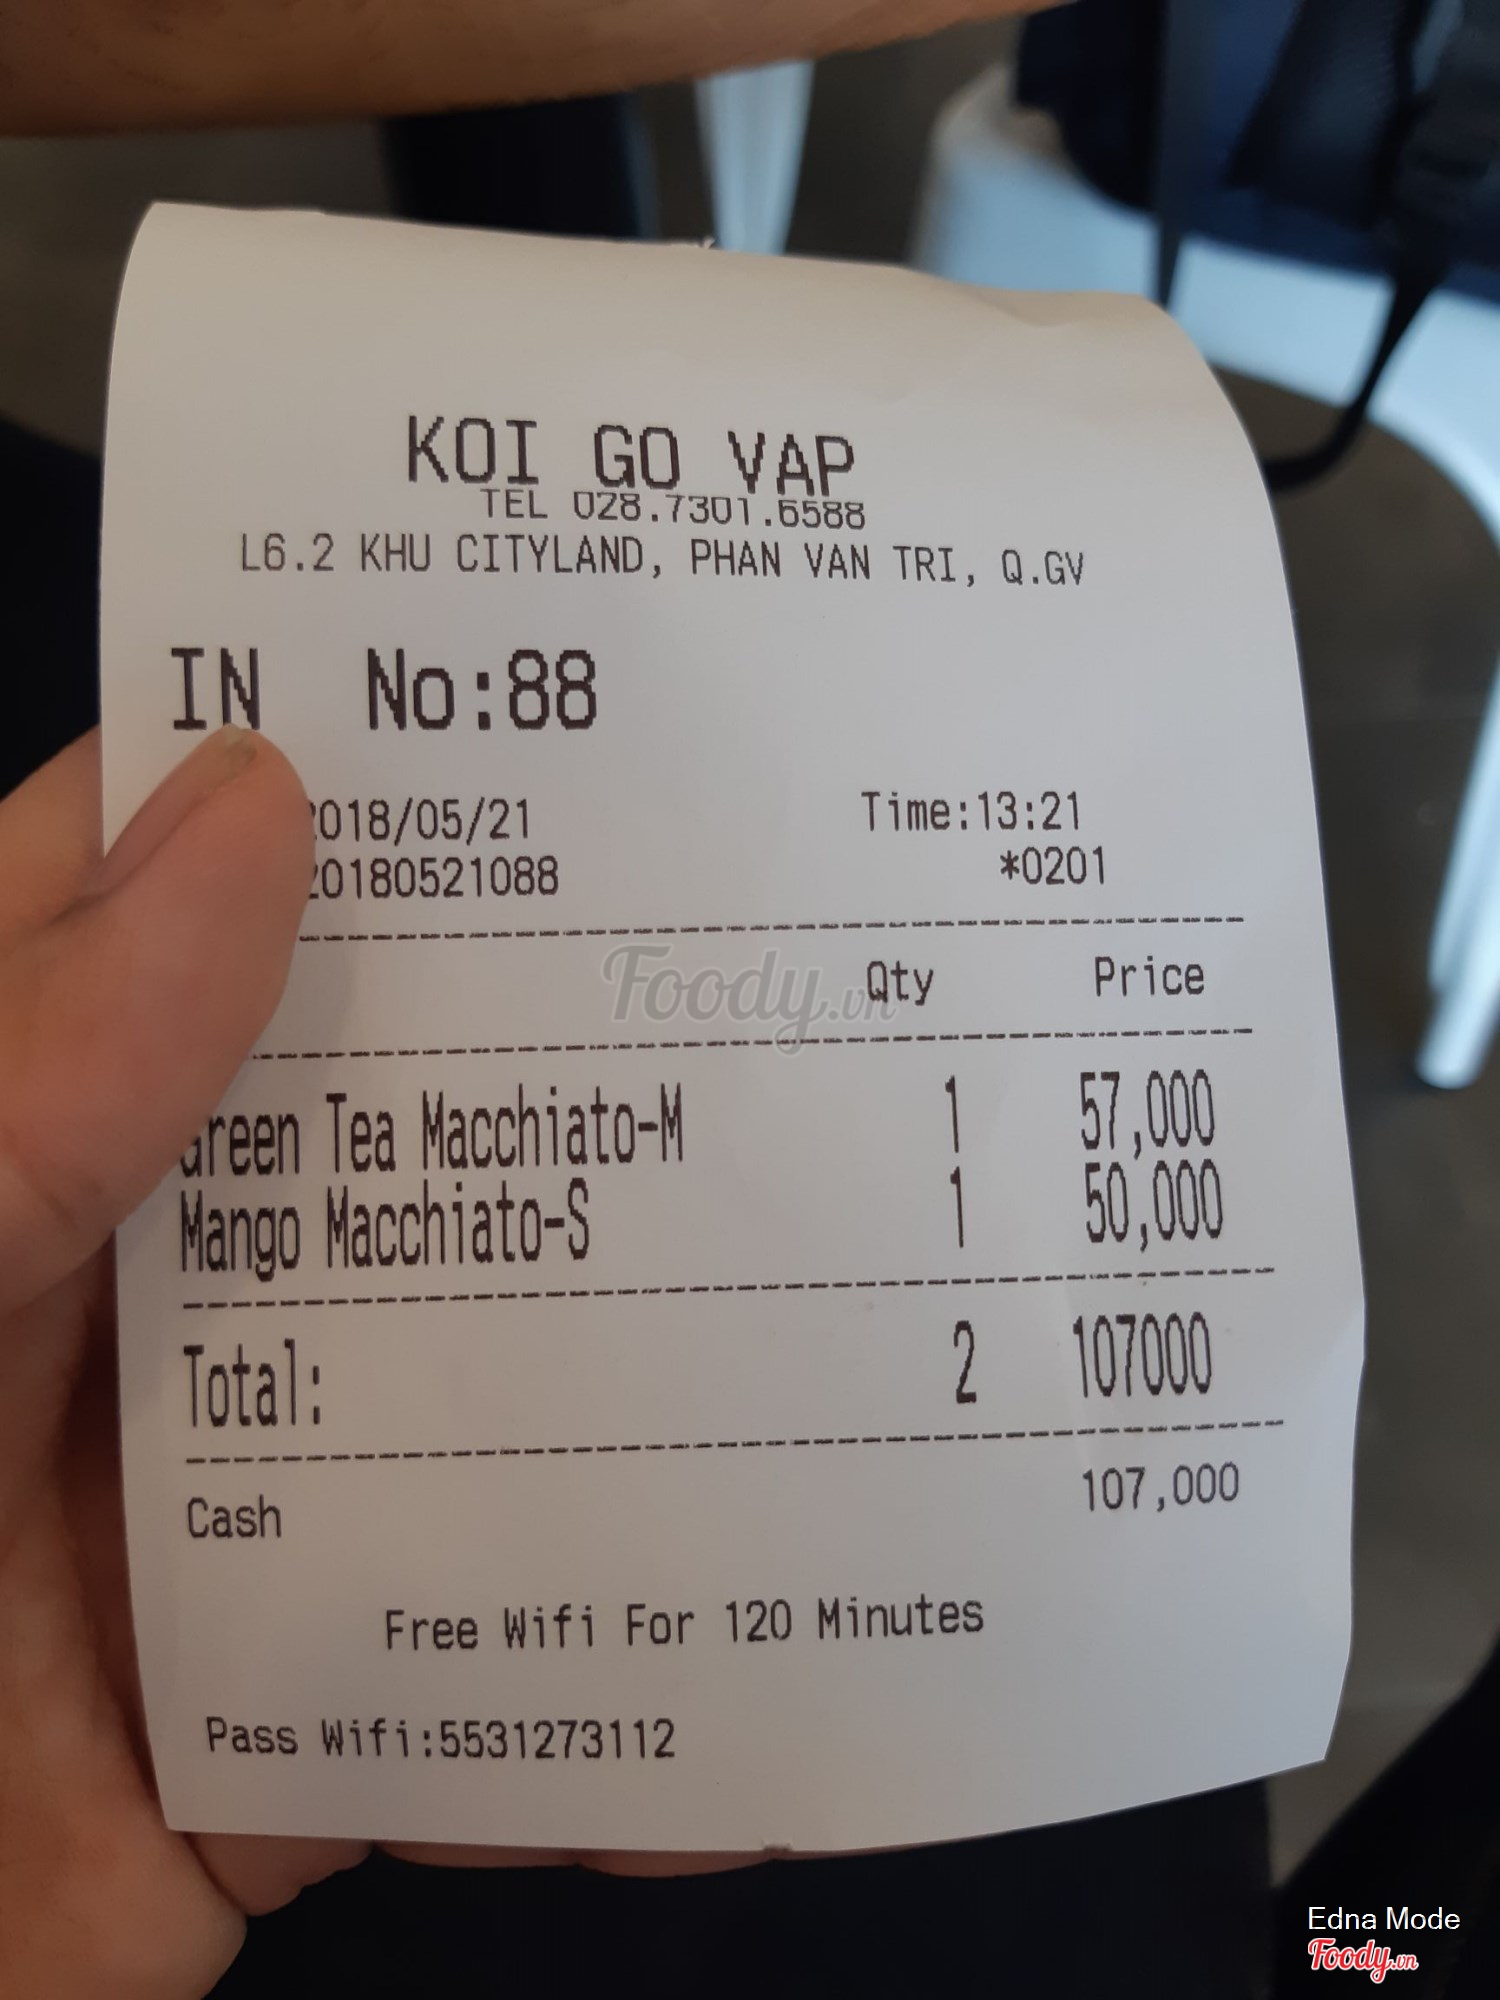 KOI GO VAP
TEL 028.7301.6588
L6.2 KHU CITYLAND, PHAN VAN TRI, Q.GV
IN No:88
2018/05/21 Time:13:21
20180521088 *0201
Foody.vn
Qty Price
Green Tea Macchiato-M 1 57,000
Mango Macchiato-S 1 50,000
Total: 2 107000
Cash 107,000
Free Wifi For 120 Minutes
Pass Wifi:5531273112
Edna Mode
Foody.vn